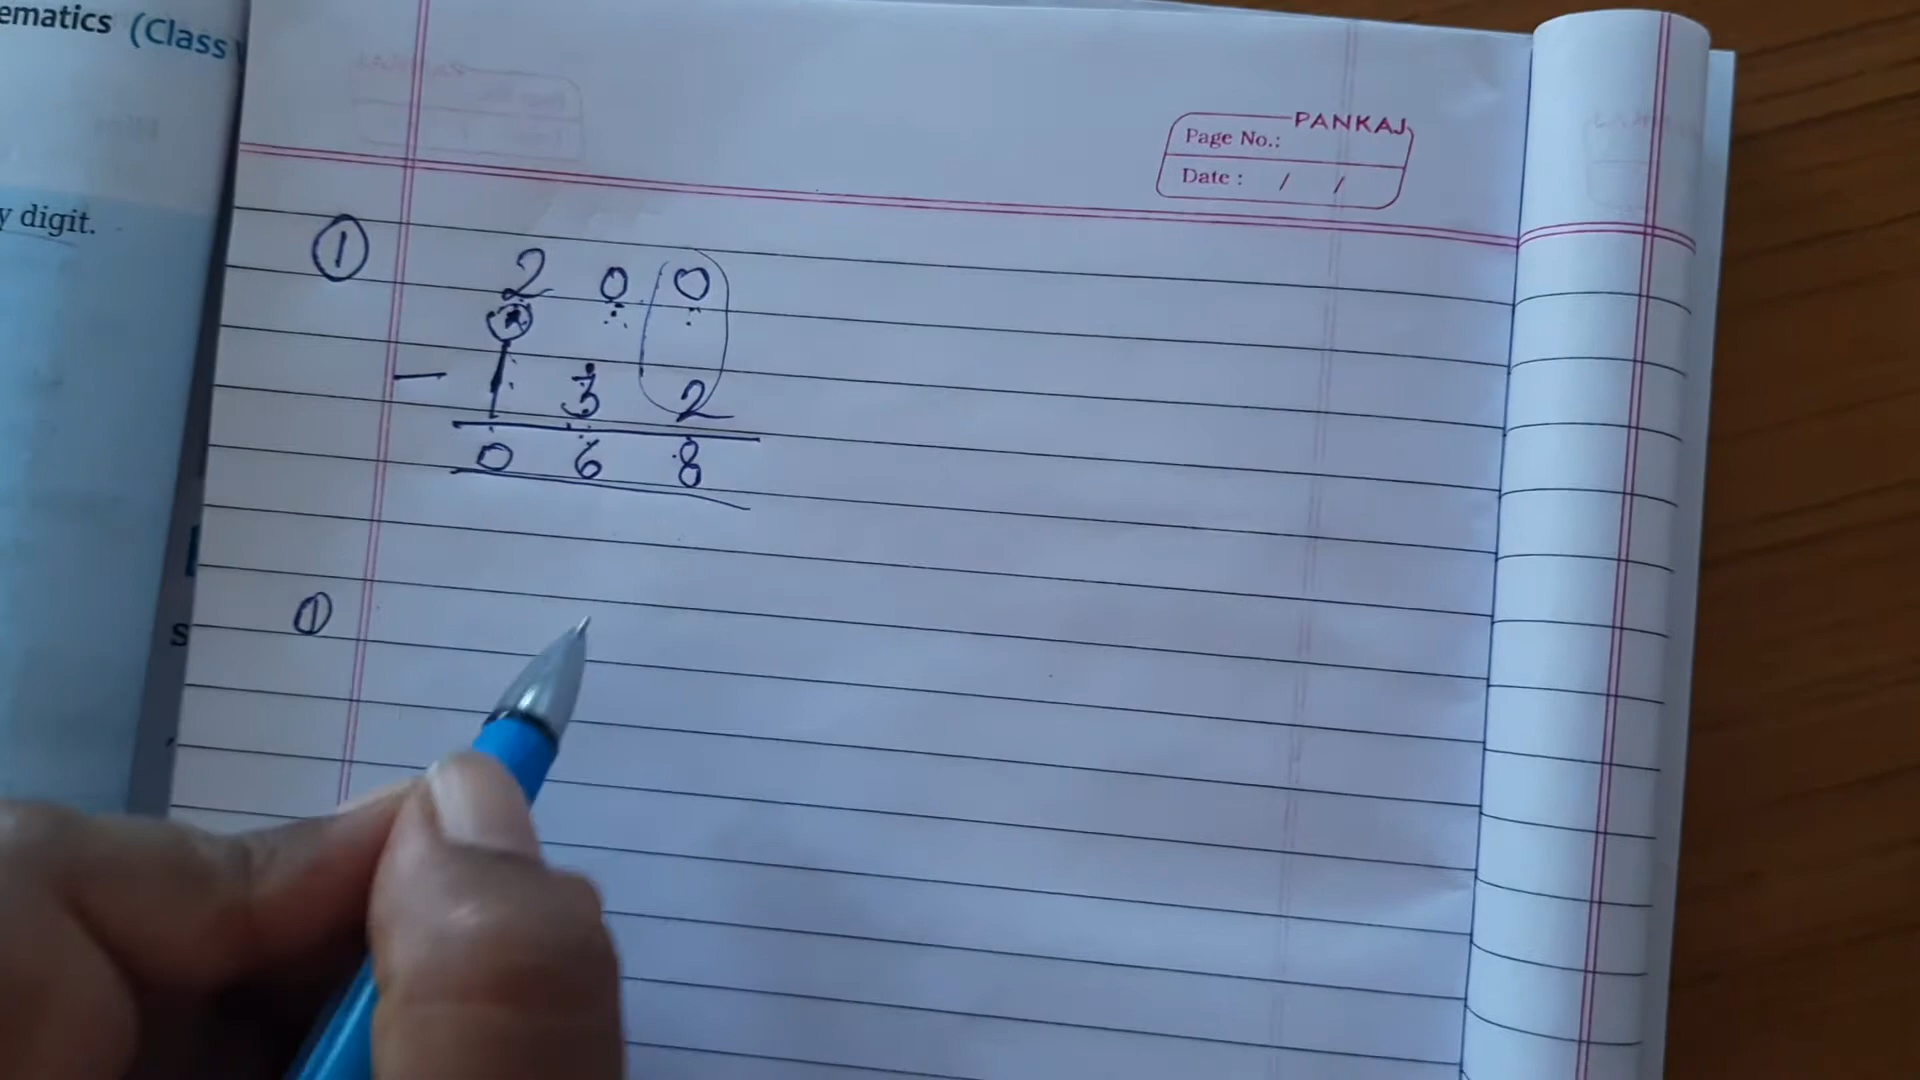 ematics (Class
y digit.
s
PANKAJ
Page No.:
Date : / /
①
2 0 0
- 1 3 2
0 6 8
①